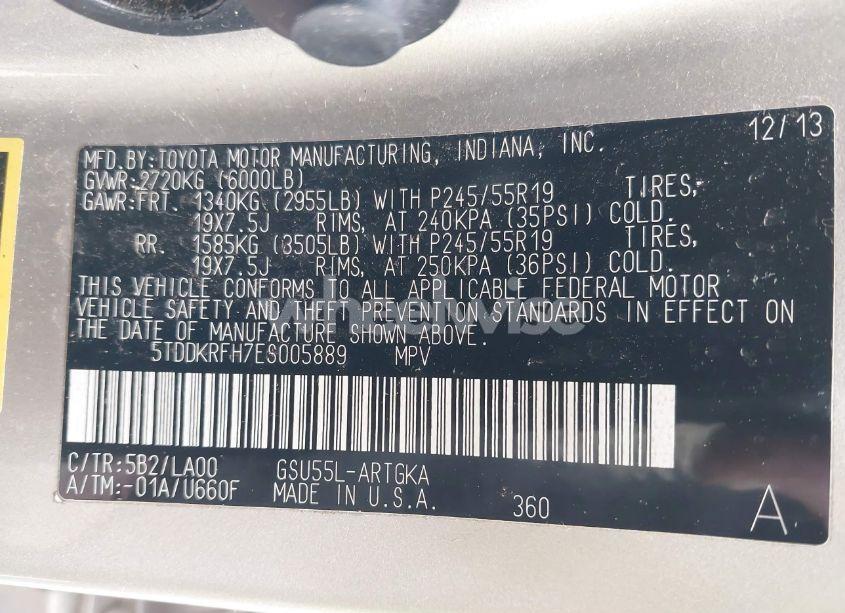 12/13
MFD.BY:TOYOTA MOTOR MANUFACTURING, INDIANA, INC.
GVWR:2720KG (6000LB)
GAWR:FRT. 1340KG (2955LB) WITH P245/55R19 TIRES,
19X7.5J RIMS, AT 240KPA (35PSI) COLD.
RR. 1585KG (3505LB) WITH P245/55R19 TIRES,
19X7.5J RIMS, AT 250KPA (36PSI) COLD.
THIS VEHICLE CONFORMS TO ALL APPLICABLE FEDERAL MOTOR
VEHICLE SAFETY AND THEFT PREVENTION STANDARDS IN EFFECT ON
THE DATE OF MANUFACTURE SHOWN ABOVE.
5TDDKRFH7ES005889 MPV
C/TR:5B2/LA00 GSU55L-ARTGKA
A/TM:-01A/U660F MADE IN U.S.A.
360
A